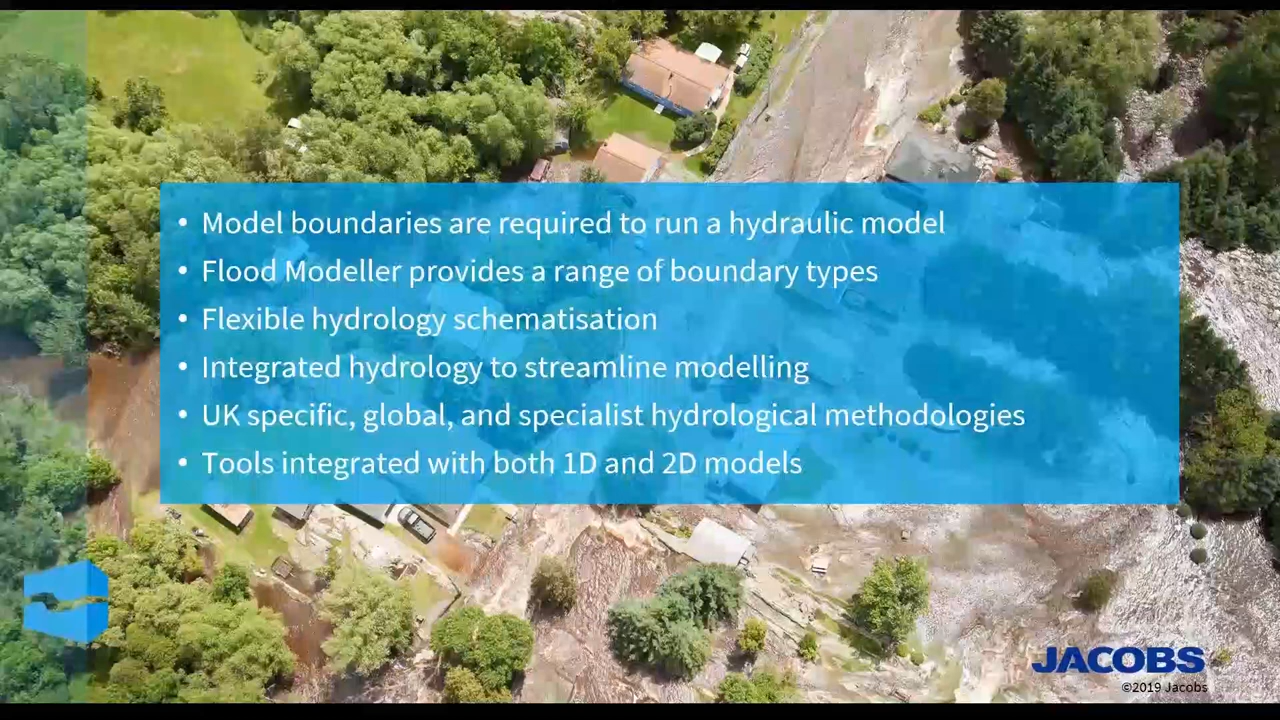 • Model boundaries are required to run a hydraulic model
• Flood Modeller provides a range of boundary types
• Flexible hydrology schematisation
• Integrated hydrology to streamline modelling
• UK specific, global, and specialist hydrological methodologies
• Tools integrated with both 1D and 2D models
JACOBS
©2019 Jacobs